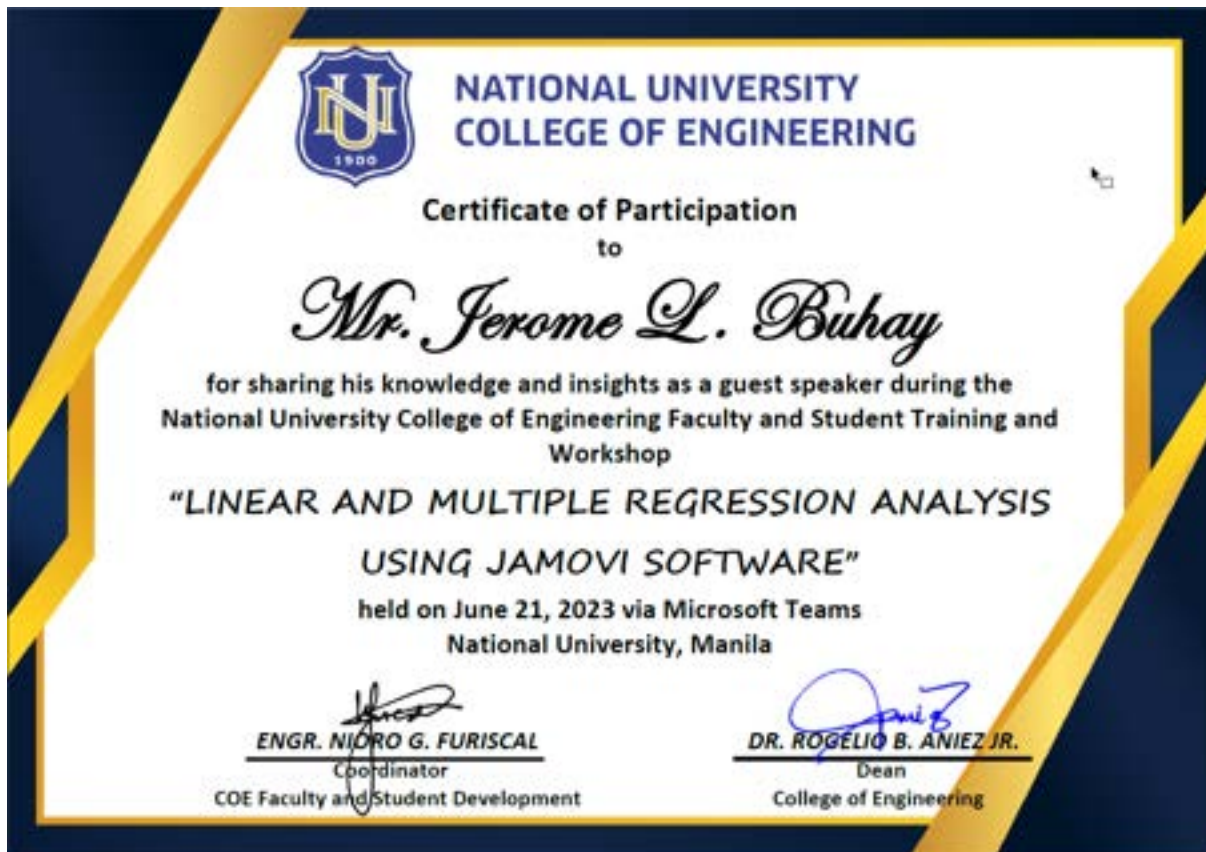 NU
1900
NATIONAL UNIVERSITY
COLLEGE OF ENGINEERING
Certificate of Participation
to
Mr. Jerome L. Buhay
for sharing his knowledge and insights as a guest speaker during the
National University College of Engineering Faculty and Student Training and
Workshop
“LINEAR AND MULTIPLE REGRESSION ANALYSIS
USING JAMOVI SOFTWARE”
held on June 21, 2023 via Microsoft Teams
National University, Manila
ENGR. G. FURISCAL
Coordinator
COE Faculty and Student Development
DR. ROGELIO B. ANIEZ JR.
Dean
College of Engineering